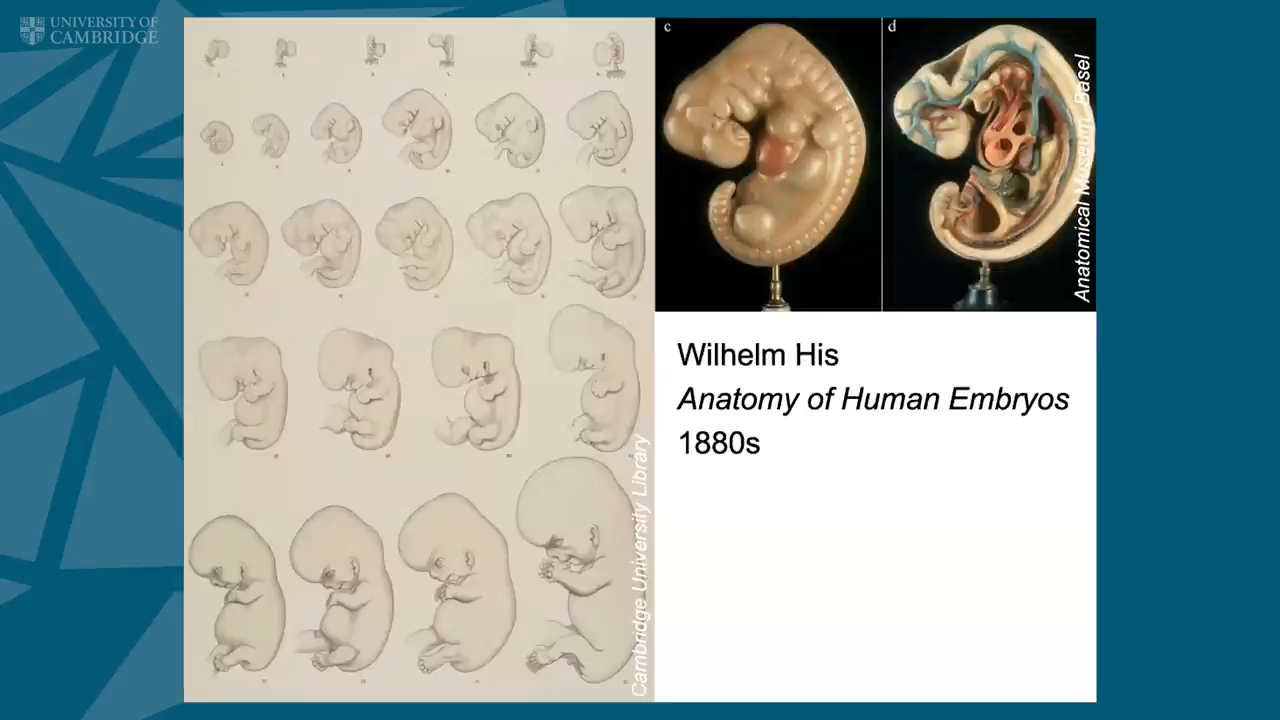 UNIVERSITY OF
CAMBRIDGE
c
d
Anatomical Museum, Basel
Wilhelm His
Anatomy of Human Embryos
1880s
Cambridge University Library